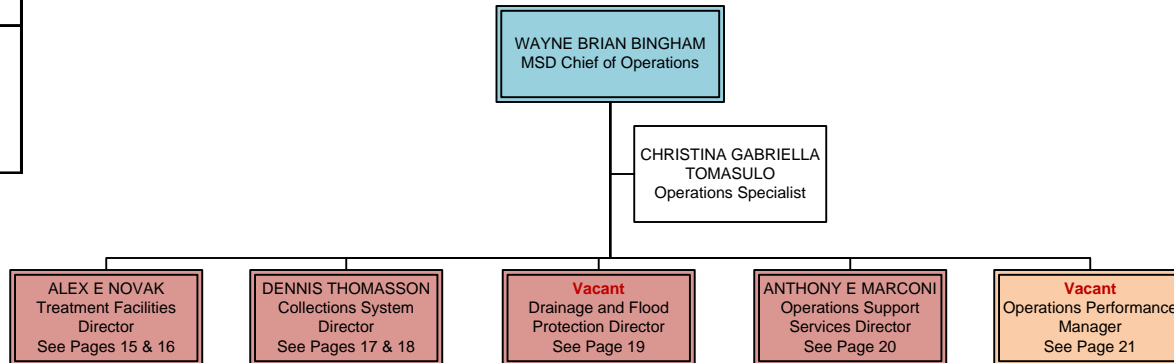 WAYNE BRIAN BINGHAM
MSD Chief of Operations
CHRISTINA GABRIELLA
TOMASULO
Operations Specialist
ALEX E NOVAK
Treatment Facilities
Director
See Pages 15 & 16
DENNIS THOMASSON
Collections System
Director
See Pages 17 & 18
Vacant
Drainage and Flood
Protection Director
See Page 19
ANTHONY E MARCONI
Operations Support
Services Director
See Page 20
Vacant
Operations Performance
Manager
See Page 21